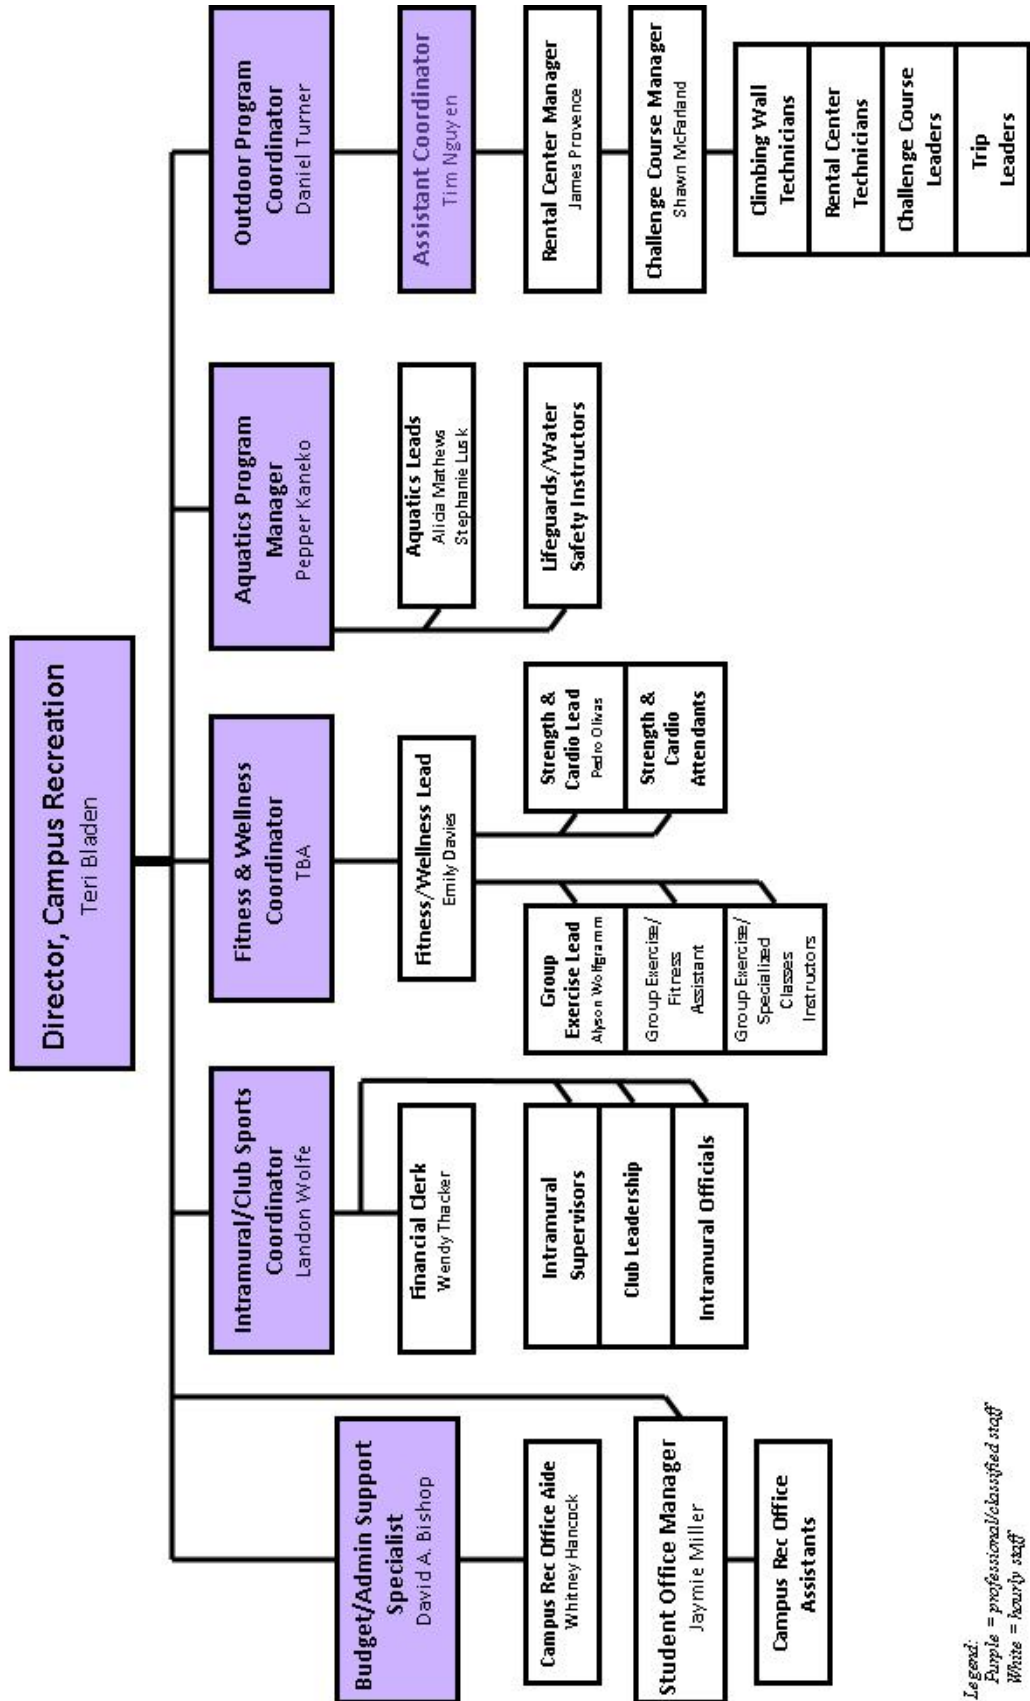 Director, Campus Recreation
Teri Bladen
Budget/Admin Support
Specialist
David A. Bishop
Campus Rec Office Aide
Whitney Hancock
Student Office Manager
Jaymie Miller
Campus Rec Office
Assistants
Intramural/Club Sports
Coordinator
Landon Wolfe
Financial Clerk
Wendy Thacker
Intramural
Supervisors
Club Leadership
Intramural Officials
Fitness & Wellness
Coordinator
TBA
Fitness/Wellness Lead
Emily Davies
Group
Exercise Lead
Alyson Wolfgramm
Group Exercise/
Fitness
Assistant
Group Exercise/
Specialized
Classes
Instructors
Strength &
Cardio Lead
Pedro Olivas
Strength &
Cardio
Attendants
Aquatics Program
Manager
Pepper Kaneko
Aquatics Leads
Alicia Mathews
Stephanie Lusk
Lifeguards/Water
Safety Instructors
Outdoor Program
Coordinator
Daniel Turner
Assistant Coordinator
Tim Nguyen
Rental Center Manager
James Provence
Challenge Course Manager
Shawn McFarland
Climbing Wall
Technicians
Rental Center
Technicians
Challenge Course
Leaders
Trip
Leaders
Legend:
Purple = professional/classified staff
White = hourly staff